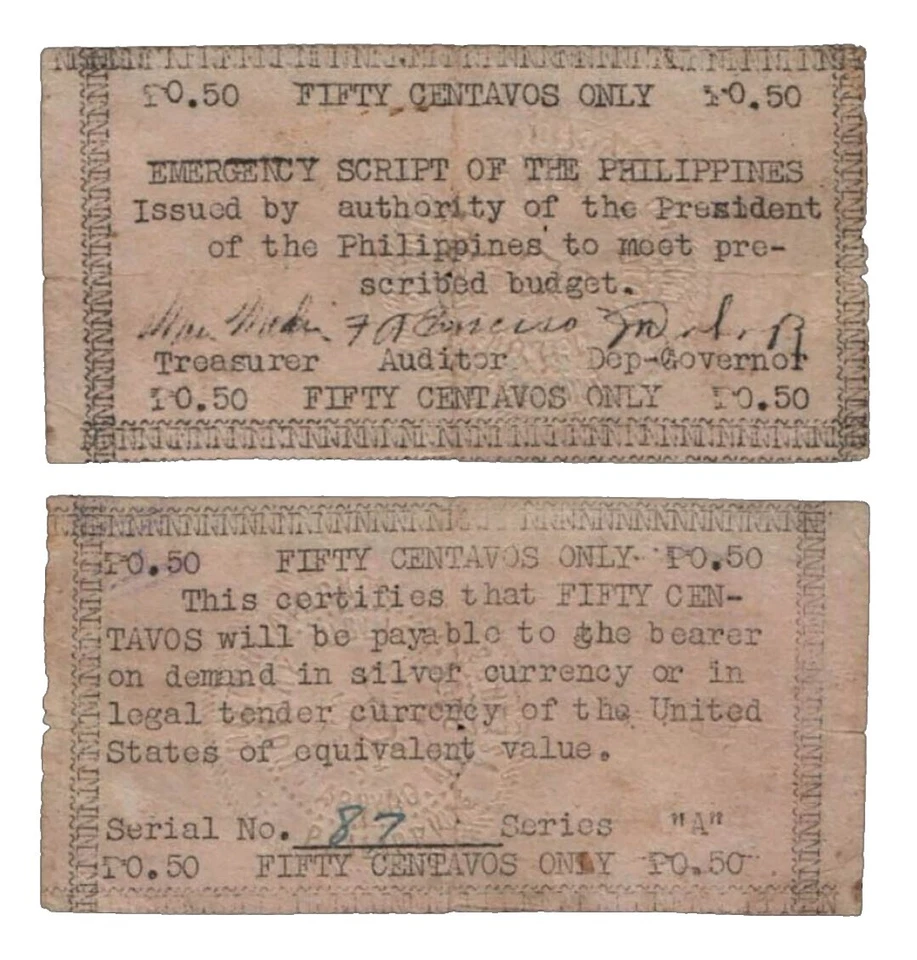 ₱0.50 FIFTY CENTAVOS ONLY ₱0.50
EMERGENCY SCRIPT OF THE PHILIPPINES
Issued by authority of the President
of the Philippines to meet pre-
scribed budget.
Treasurer Auditor Dep-Governor
₱0.50 FIFTY CENTAVOS ONLY ₱0.50
₱0.50 FIFTY CENTAVOS ONLY ₱0.50
This certifies that FIFTY CEN-
TAVOS will be payable to the bearer
on demand in silver currency or in
legal tender currency of the United
States of equivalent value.
Serial No. 87 Series "A"
₱0.50 FIFTY CENTAVOS ONLY ₱0.50